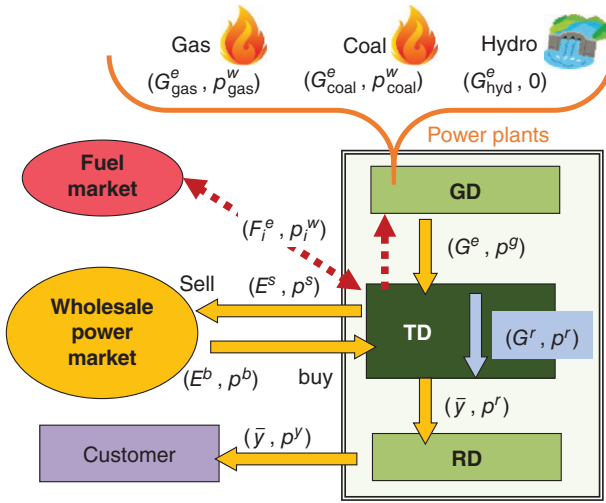 Gas Coal Hydro
(G^e_gas , p^w_gas) (G^e_coal , p^w_coal) (G^e_hyd , 0)
Power plants
Fuel
market
GD
(F_i^e , p_i^w)
(G^e , p^g)
Sell (E^s , p^s)
Wholesale
power
market
TD
(G^r , p^r)
(E^b , p^b) buy
(ȳ , p^r)
(ȳ , p^y)
Customer
RD